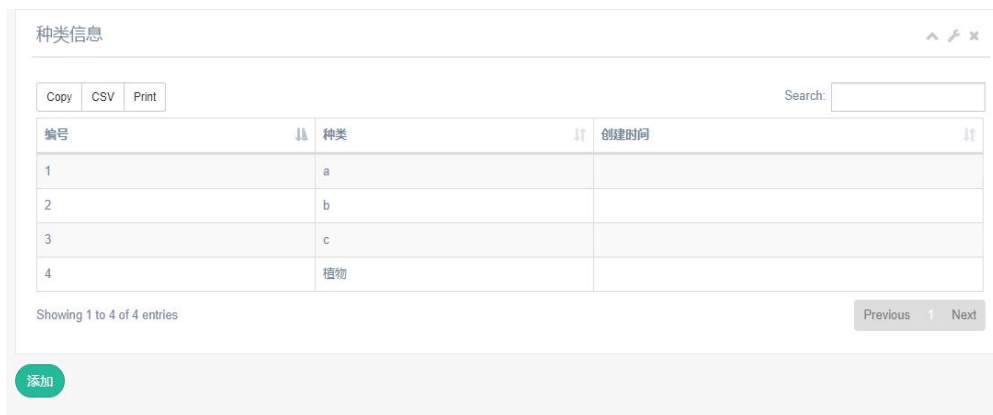 种类信息
Copy CSV Print Search:
编号 种类 创建时间
1 a
2 b
3 c
4 植物
Showing 1 to 4 of 4 entries Previous 1 Next
添加